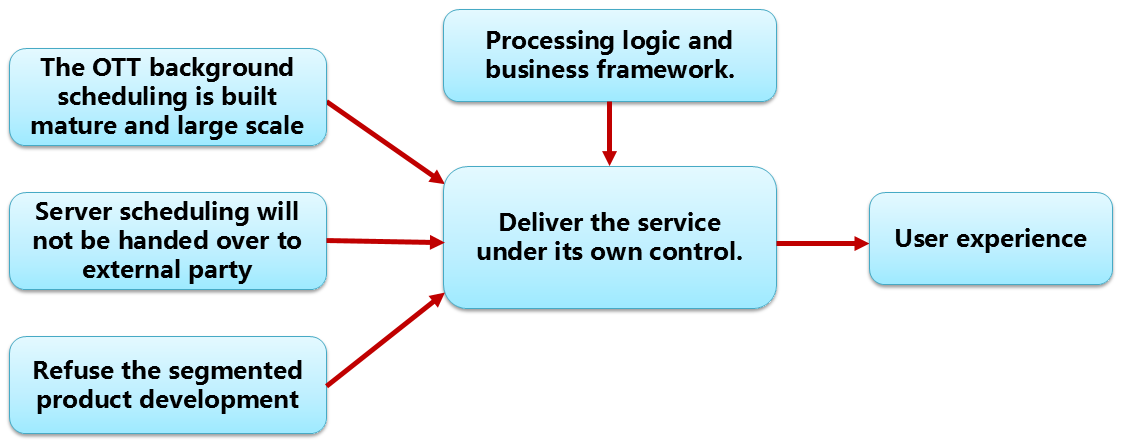 The OTT background
scheduling is built
mature and large scale
Processing logic and
business framework.
Server scheduling will
not be handed over to
external party
Deliver the service
under its own control.
User experience
Refuse the segmented
product development